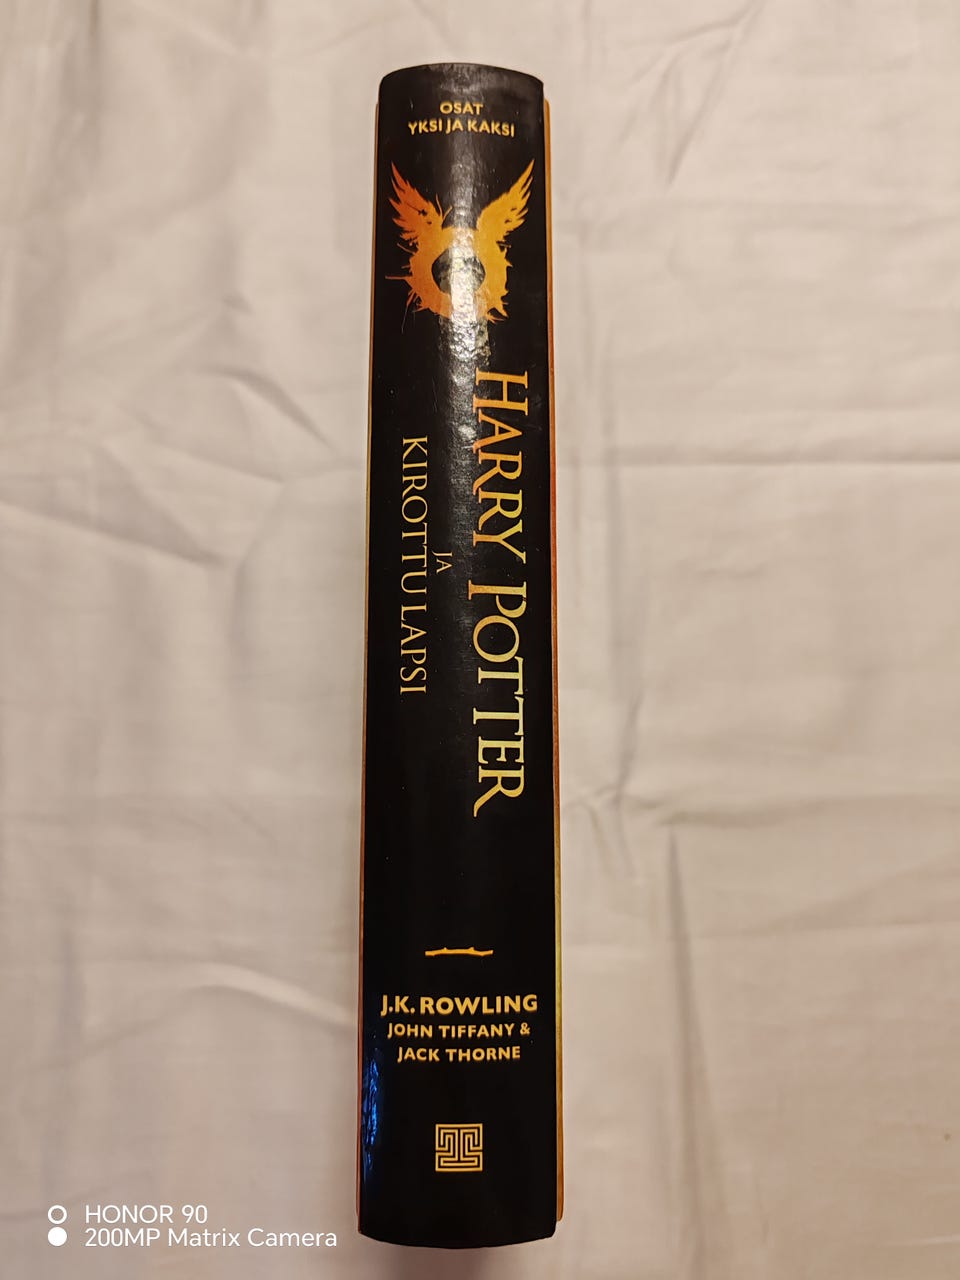 OSAT
YKSI JA KAKSI
HARRY POTTER
JA
KIROTTU LAPSI
J.K. ROWLING
JOHN TIFFANY &
JACK THORNE
HONOR 90
200MP Matrix Camera